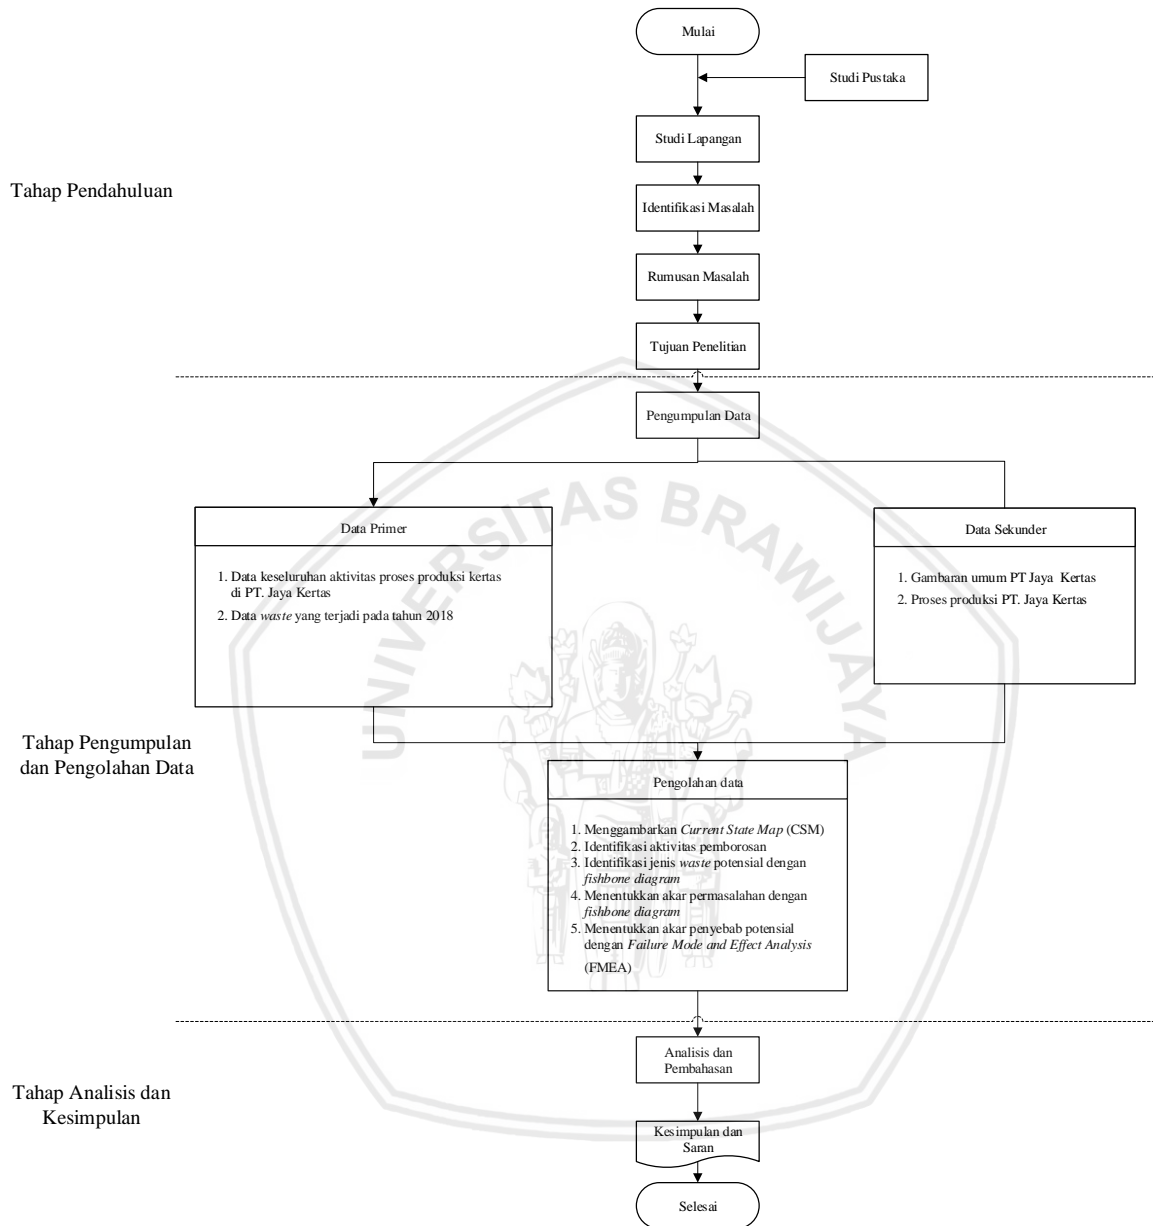 Mulai
Studi Pustaka
Studi Lapangan
Tahap Pendahuluan
Identifikasi Masalah
Rumusan Masalah
Tujuan Penelitian
Pengumpulan Data
UNIVERSITAS BRAWIJAYA
Data Primer
1. Data keseluruhan aktivitas proses produksi kertas
di PT. Jaya Kertas
2. Data waste yang terjadi pada tahun 2018
Data Sekunder
1. Gambaran umum PT Jaya Kertas
2. Proses produksi PT. Jaya Kertas
Tahap Pengumpulan
dan Pengolahan Data
Pengolahan data
1. Menggambarkan Current State Map (CSM)
2. Identifikasi aktivitas pemborosan
3. Identifikasi jenis waste potensial dengan
fishbone diagram
4. Menentukkan akar permasalahan dengan
fishbone diagram
5. Menentukkan akar penyebab potensial
dengan Failure Mode and Effect Analysis
(FMEA)
Analisis dan
Pembahasan
Tahap Analisis dan
Kesimpulan
Kesimpulan dan
Saran
Selesai